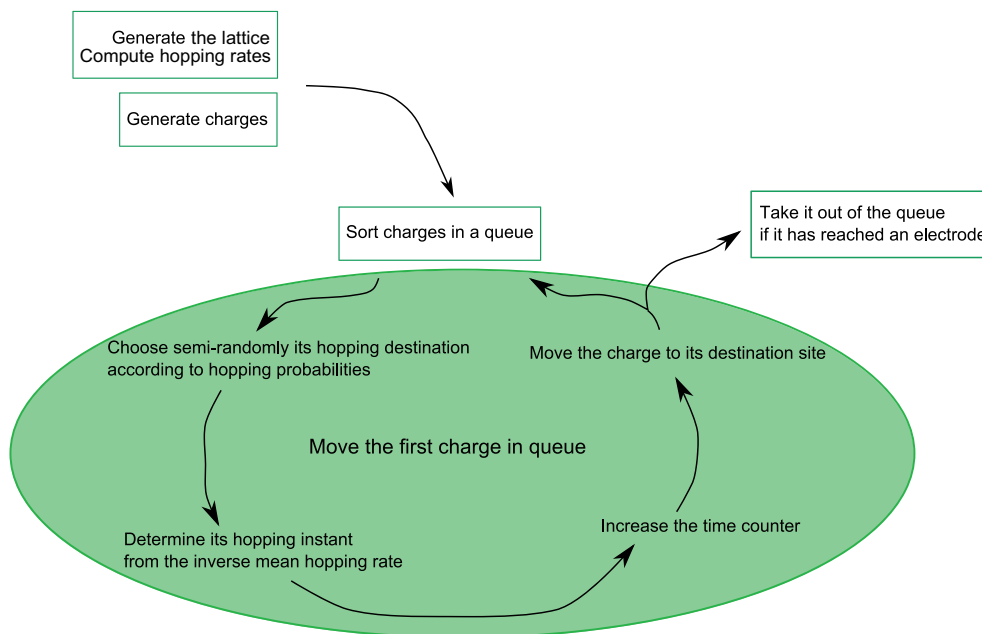 Generate the lattice
Compute hopping rates
Generate charges
Sort charges in a queue
Take it out of the queue
if it has reached an electrode
Choose semi-randomly its hopping destination
according to hopping probabilities
Move the charge to its destination site
Move the first charge in queue
Increase the time counter
Determine its hopping instant
from the inverse mean hopping rate